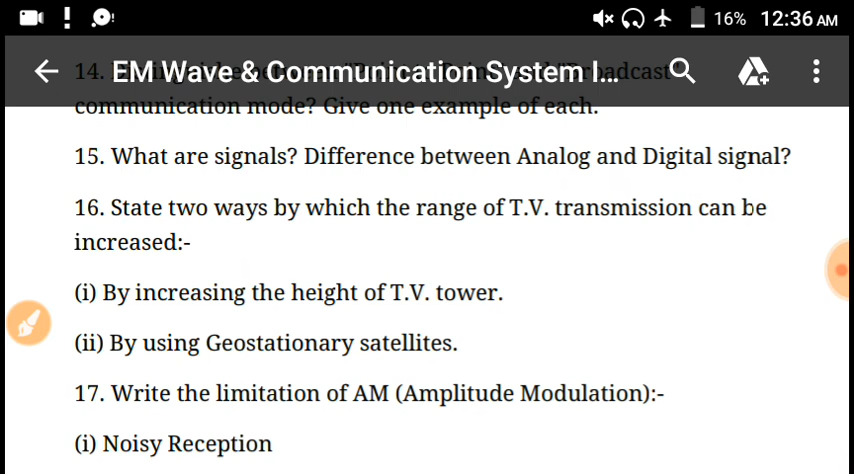 16% 12:36 AM
EM Wave & Communication System I...
14.
communication mode? Give one example of each.
15. What are signals? Difference between Analog and Digital signal?
16. State two ways by which the range of T.V. transmission can be
increased:-
(i) By increasing the height of T.V. tower.
(ii) By using Geostationary satellites.
17. Write the limitation of AM (Amplitude Modulation):-
(i) Noisy Reception